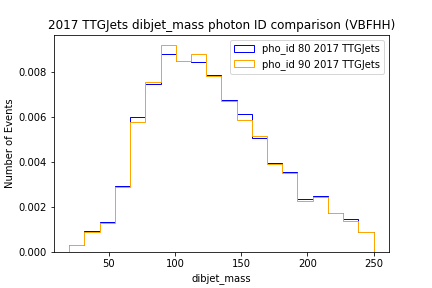 2017 TTGJets dibjet_mass photon ID comparison (VBFHH)
pho_id 80 2017 TTGJets
pho_id 90 2017 TTGJets
Number of Events
0.008
0.006
0.004
0.002
0.000
50 100 150 200 250
dibjet_mass